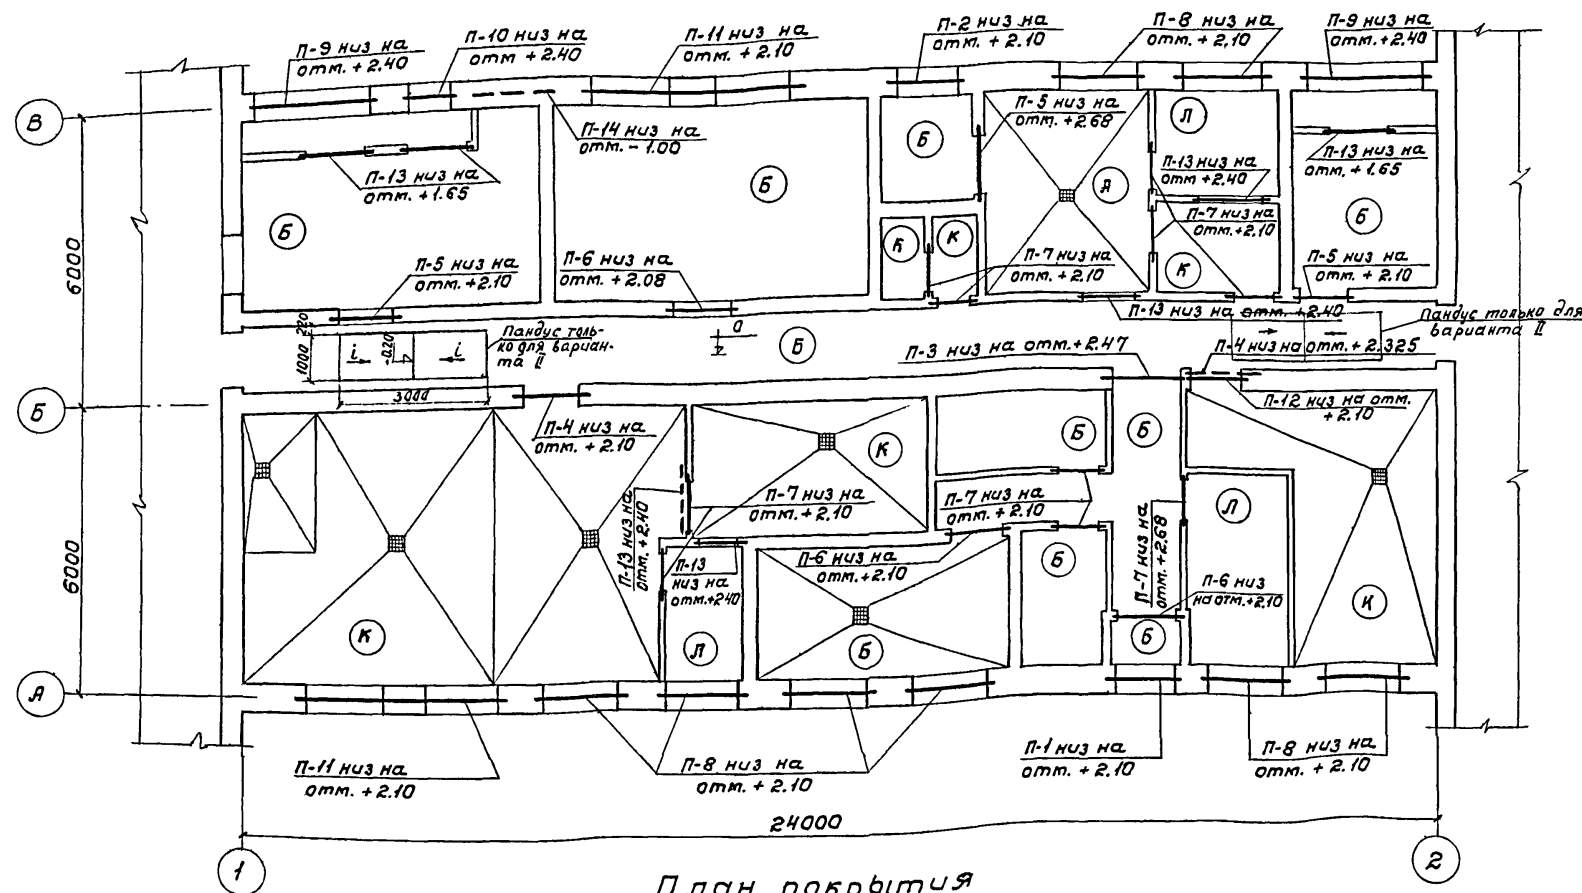 П-9 низ на
отм. +2.40
П-10 низ на
отм. +2.40
П-11 низ на
отм. +2.10
П-2 низ на
отм. +2.10
П-8 низ на
отм. +2.10
П-9 низ на
отм. +2.40
В
П-14 низ на
отм. -1.00
П-5 низ на
отм. +2.68
Л
П-13 низ на
отм. +1.65
Б
Б
Б
А
П-13 низ на
отм +2.40
П-13 низ на
отм. +1.65
Б
6000
К
К
П-7 низ на
отм. +2.10
К
П-5 низ на
отм. +2.10
П-6 низ на
отм. +2.08
П-7 низ на
отм. +2.10
П-5 низ на
отм. +2.10
П-13 низ на отм. +2.40
Пандус только для
варианта II
220
1000
i
-0.20
i
Пандус толь-
ко для вариан-
та II
0
Б
П-3 низ на отм. +2.47
П-4 низ на отм. +2.325
3000
Б
П-12 низ на отм.
+2.10
П-4 низ на
отм. +2.10
К
Б
Б
6000
П-13 низ на
отм. +2.40
П-7 низ на
отм. +2.10
П-7 низ на
отм. +2.10
П-7 низ на
отм. +2.68
Л
П-13
низ на
отм.+240
П-6 низ на
отм. +2.10
Б
П-6 низ
на отм.+2.10
К
К
Л
Б
Б
А
П-11 низ на
отм. +2.10
П-8 низ на
отм. +2.10
П-1 низ на
отм. +2.10
П-8 низ на
отм. +2.10
24000
1
2
План покрытия